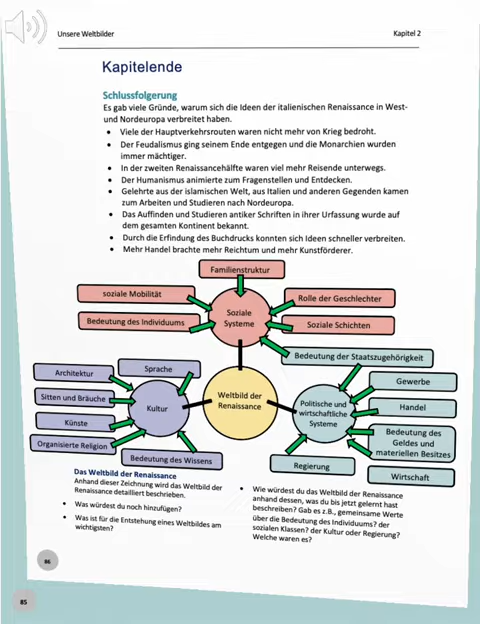 Unsere Weltbilder
Kapitel 2
Kapitelende
Schlussfolgerung
Es gab viele Gründe, warum sich die Ideen der italienischen Renaissance in West-
und Nordeuropa verbreitet haben.
• Viele der Hauptverkehrsrouten waren nicht mehr von Krieg bedroht.
• Der Feudalismus ging seinem Ende entgegen und die Monarchien wurden
immer mächtiger.
• In der zweiten Renaissancehälfte waren viel mehr Reisende unterwegs.
• Der Humanismus animierte zum Fragenstellen und Entdecken.
• Gelehrte aus der islamischen Welt, aus Italien und anderen Gegenden kamen
zum Arbeiten und Studieren nach Nordeuropa.
• Das Auffinden und Studieren antiker Schriften in ihrer Urfassung wurde auf
dem gesamten Kontinent bekannt.
• Durch die Erfindung des Buchdrucks konnten sich Ideen schneller verbreiten.
• Mehr Handel brachte mehr Reichtum und mehr Kunstförderer.
Familienstruktur
soziale Mobilität
Rolle der Geschlechter
Bedeutung des Individuums
Soziale
Systeme
Soziale Schichten
Bedeutung der Staatszugehörigkeit
Architektur
Sprache
Gewerbe
Sitten und Bräuche
Kultur
Weltbild der
Renaissance
Politische und
wirtschaftliche
Systeme
Handel
Künste
Bedeutung des
Geldes und
materiellen Besitzes
Organisierte Religion
Bedeutung des Wissens
Regierung
Wirtschaft
Das Weltbild der Renaissance
Anhand dieser Zeichnung wird das Weltbild der
Renaissance detailliert beschrieben.
• Was würdest du noch hinzufügen?
• Was ist für die Entstehung eines Weltbildes am
wichtigsten?
• Wie würdest du das Weltbild der Renaissance
anhand dessen, was du bis jetzt gelernt hast
beschreiben? Gab es z.B., gemeinsame Werte
über die Bedeutung des Individuums? der
sozialen Klassen? der Kultur oder Regierung?
Welche waren es?
86
85